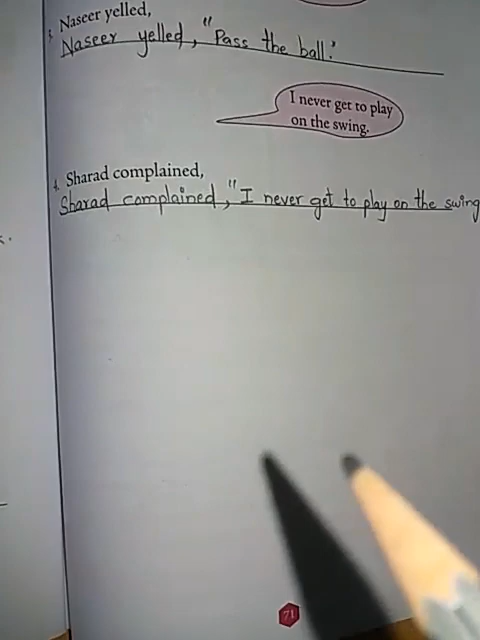 3. Naseer yelled,
Naseer yelled, "Pass the ball."
I never get to play
on the swing.
4. Sharad complained,
Sharad complained, "I never get to play on the swing
71